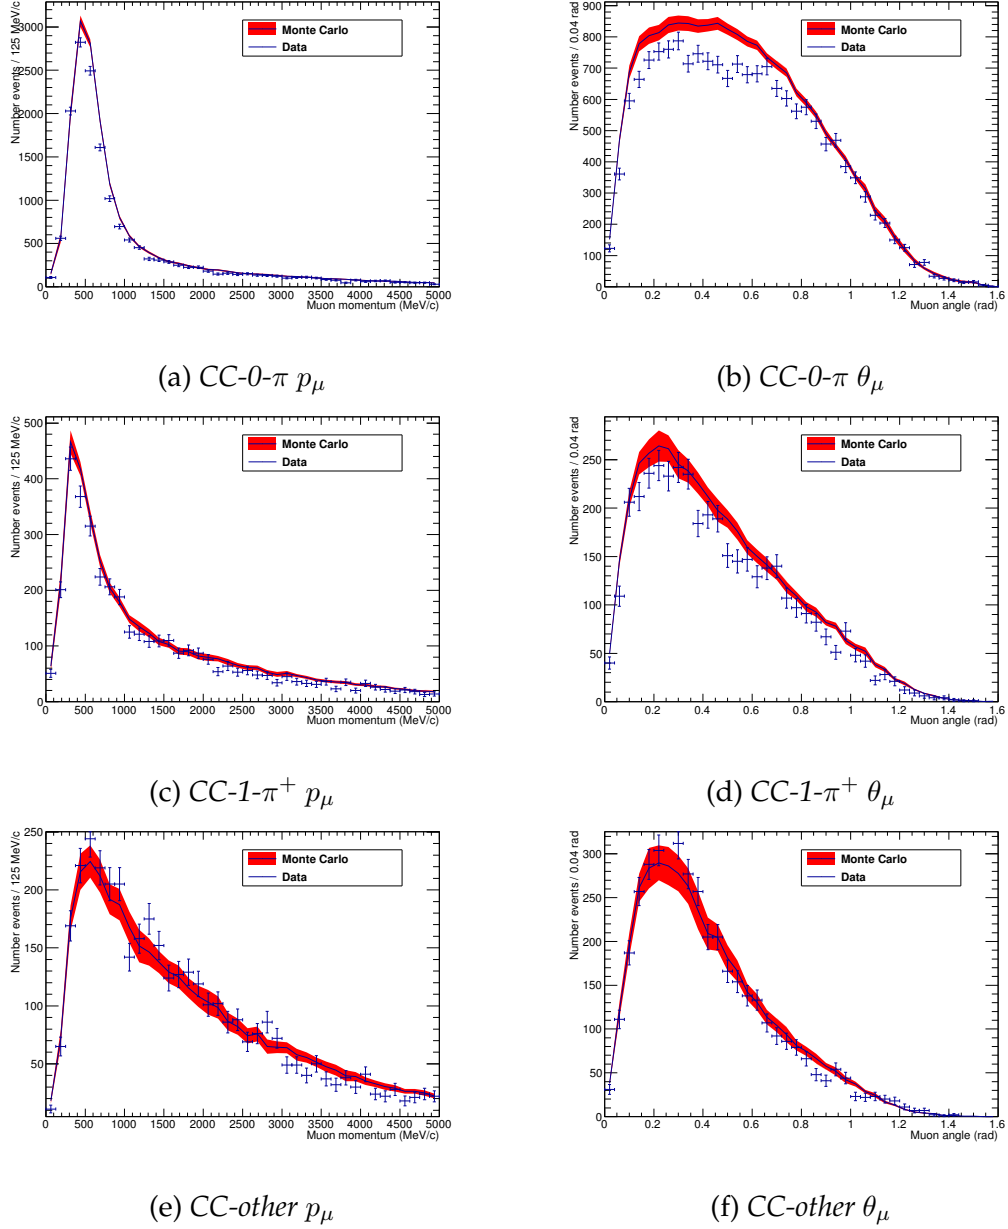 Number events / 125 MeV/c
3000
2500
2000
1500
1000
500
0
0 500 1000 1500 2000 2500 3000 3500 4000 4500 5000
Muon momentum (MeV/c)
Monte Carlo
Data
(a) CC-0-π pμ
Number events / 0.04 rad
900
800
700
600
500
400
300
200
100
0
0 0.2 0.4 0.6 0.8 1 1.2 1.4 1.6
Muon angle (rad)
Monte Carlo
Data
(b) CC-0-π θμ
Number events / 125 MeV/c
500
400
300
200
100
0
0 500 1000 1500 2000 2500 3000 3500 4000 4500 5000
Muon momentum (MeV/c)
Monte Carlo
Data
(c) CC-1-π⁺ pμ
Number events / 0.04 rad
250
200
150
100
50
0
0 0.2 0.4 0.6 0.8 1 1.2 1.4 1.6
Muon angle (rad)
Monte Carlo
Data
(d) CC-1-π⁺ θμ
Number events / 125 MeV/c
250
200
150
100
50
0 500 1000 1500 2000 2500 3000 3500 4000 4500 5000
Muon momentum (MeV/c)
Monte Carlo
Data
(e) CC-other pμ
Number events / 0.04 rad
300
250
200
150
100
50
0
0 0.2 0.4 0.6 0.8 1 1.2 1.4 1.6
Muon angle (rad)
Monte Carlo
Data
(f) CC-other θμ